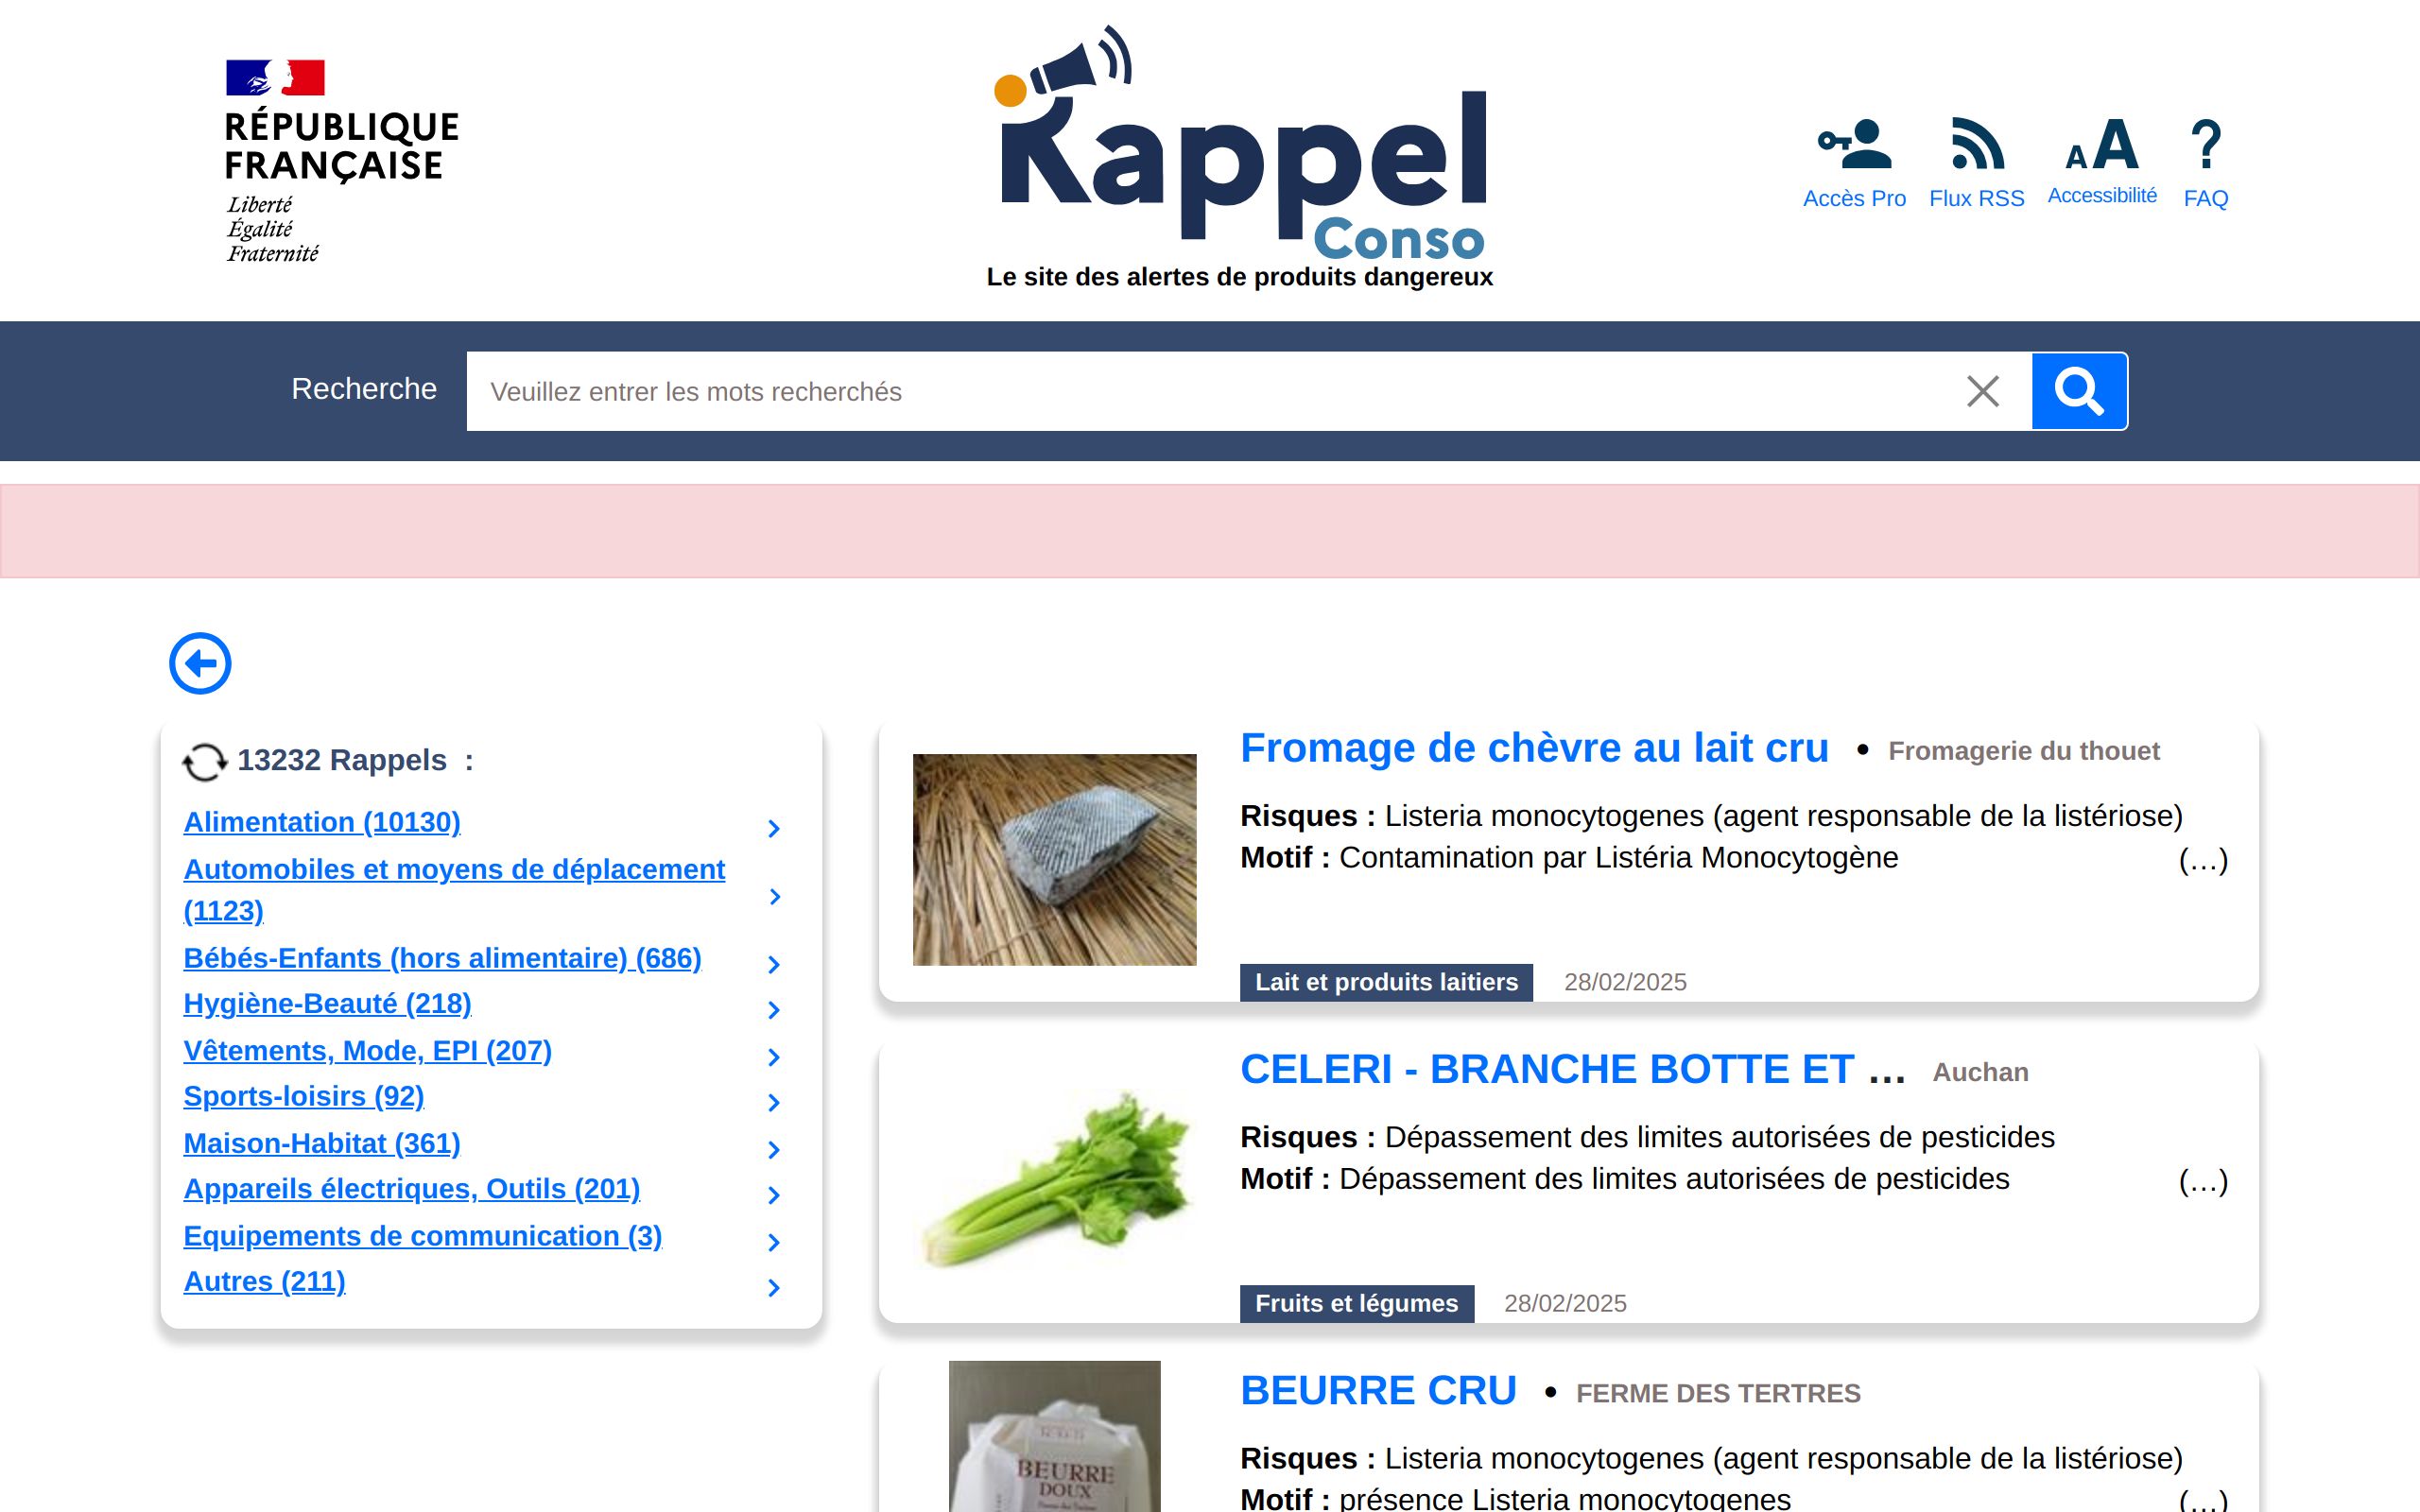 RÉPUBLIQUE
FRANÇAISE
Liberté
Égalité
Fraternité
Rappel
Conso
Le site des alertes de produits dangereux
Accès Pro
Flux RSS
AA
Accessibilité
?
FAQ
Recherche
Veuillez entrer les mots recherchés
13232 Rappels :
Alimentation (10130)
Automobiles et moyens de déplacement
(1123)
Bébés-Enfants (hors alimentaire) (686)
Hygiène-Beauté (218)
Vêtements, Mode, EPI (207)
Sports-loisirs (92)
Maison-Habitat (361)
Appareils électriques, Outils (201)
Equipements de communication (3)
Autres (211)
Fromage de chèvre au lait cru • Fromagerie du thouet
Risques : Listeria monocytogenes (agent responsable de la listériose)
Motif : Contamination par Listéria Monocytogène (...)
Lait et produits laitiers 28/02/2025
CELERI - BRANCHE BOTTE ET ... Auchan
Risques : Dépassement des limites autorisées de pesticides
Motif : Dépassement des limites autorisées de pesticides (...)
Fruits et légumes 28/02/2025
BEURRE CRU • FERME DES TERTRES
Risques : Listeria monocytogenes (agent responsable de la listériose)
Motif : présence Listeria monocytogenes (...)
BEURRE
DOUX